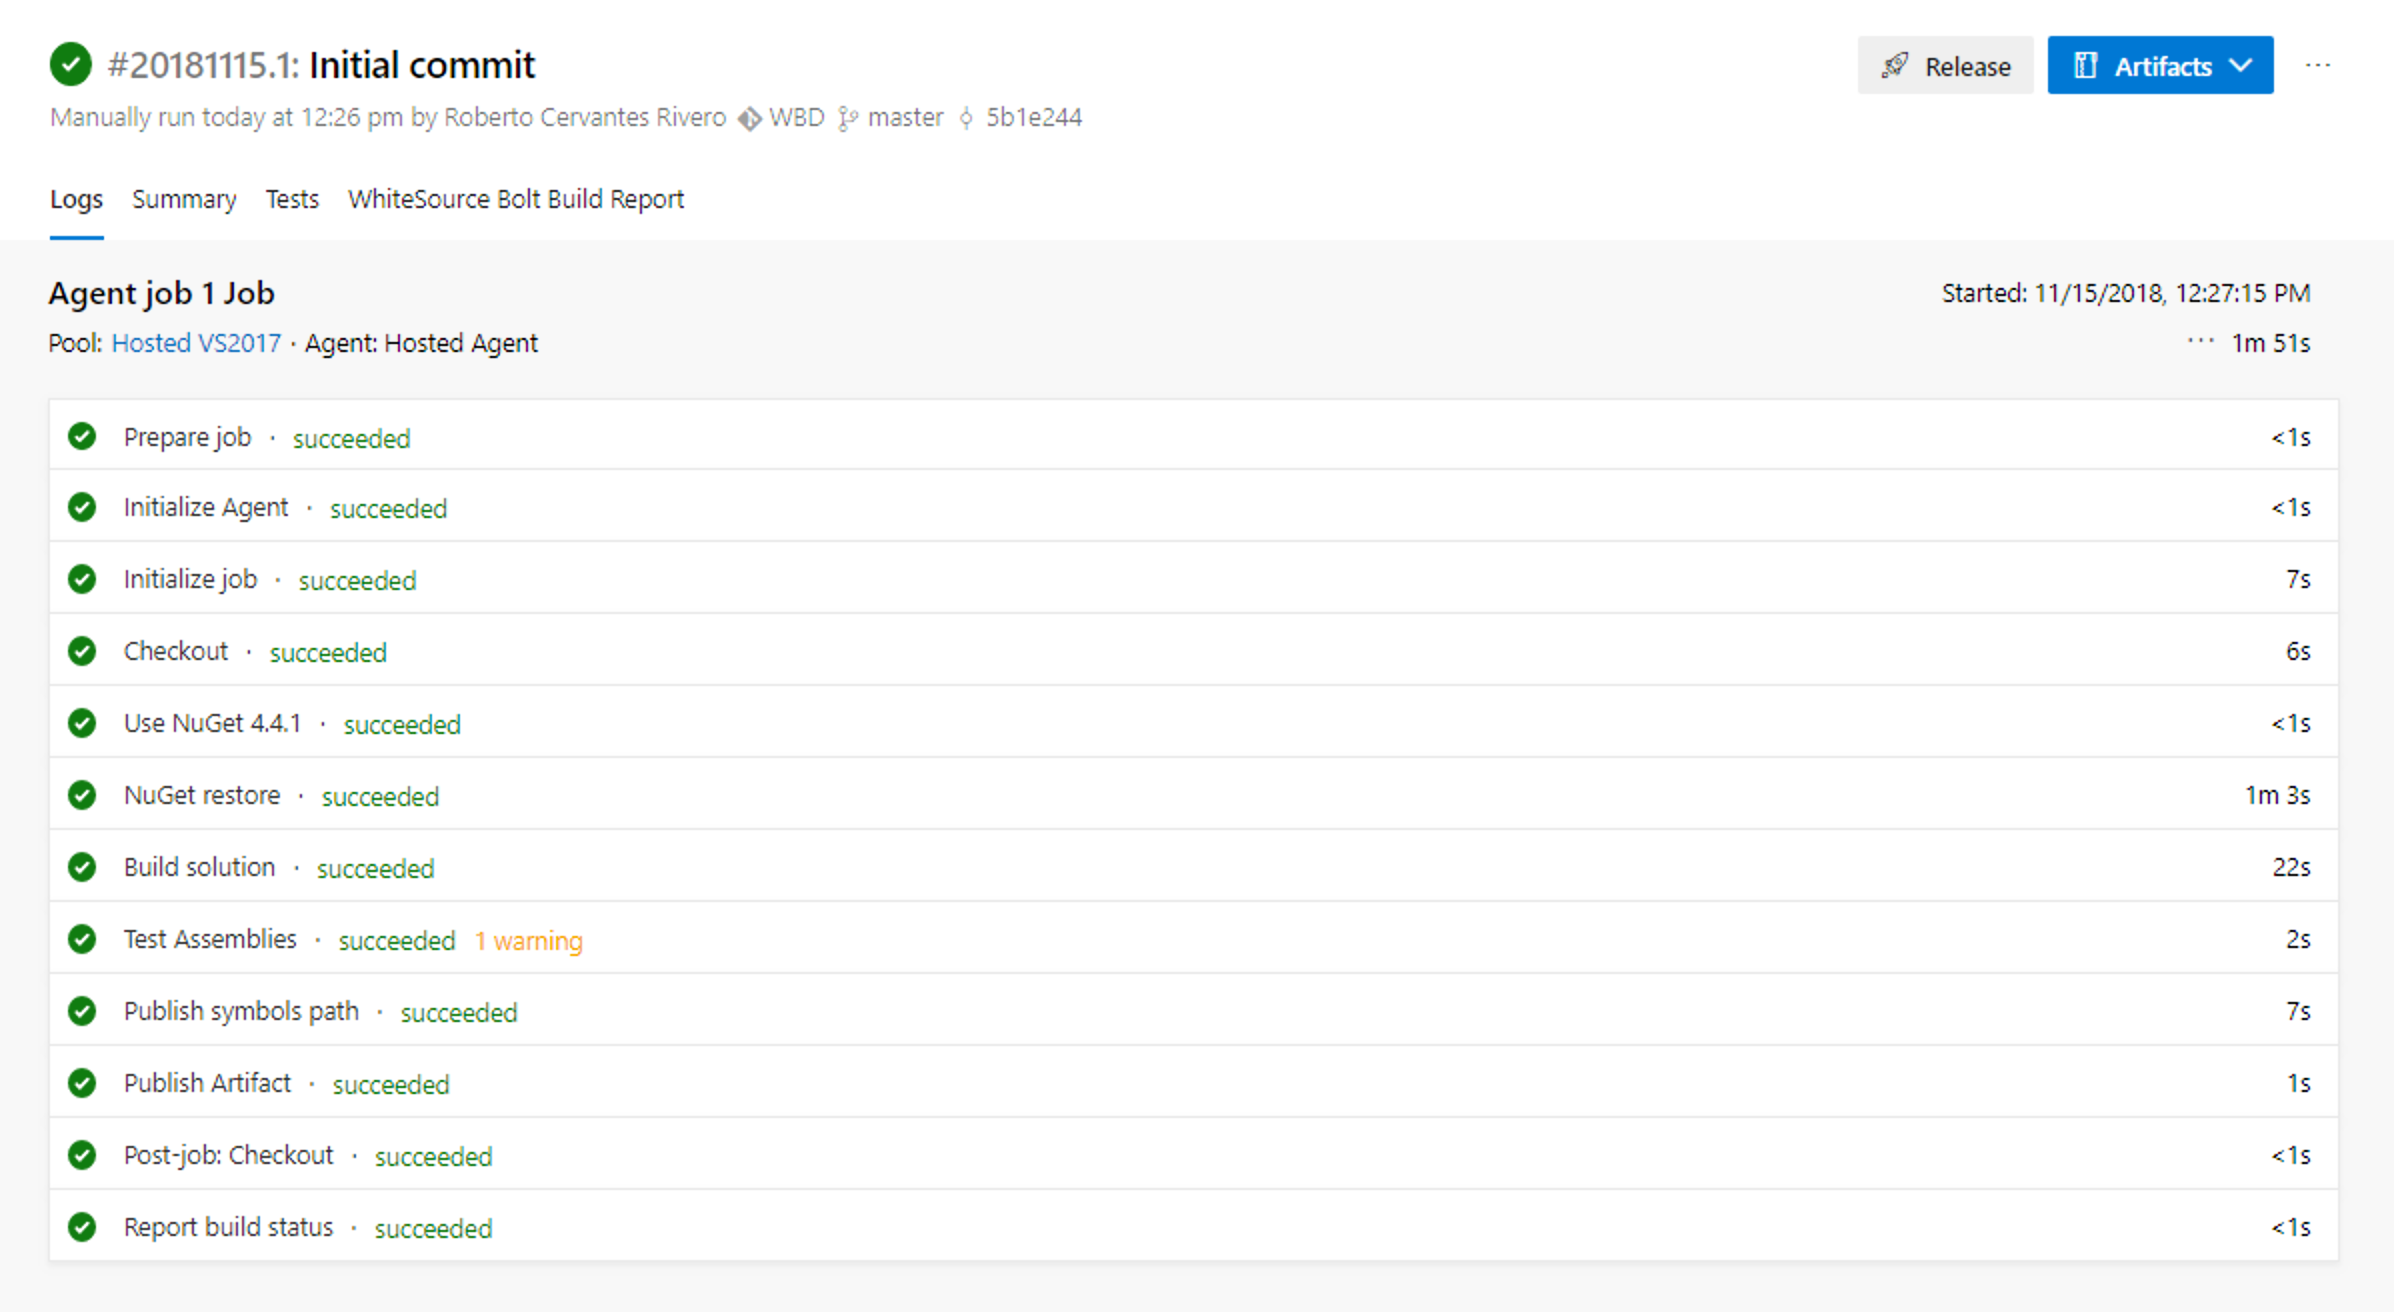 #20181115.1: Initial commit
Release
Artifacts
Manually run today at 12:26 pm by Roberto Cervantes Rivero WBD master 5b1e244
Logs Summary Tests WhiteSource Bolt Build Report
Agent job 1 Job
Started: 11/15/2018, 12:27:15 PM
Pool: Hosted VS2017 · Agent: Hosted Agent
··· 1m 51s
Prepare job · succeeded <1s
Initialize Agent · succeeded <1s
Initialize job · succeeded 7s
Checkout · succeeded 6s
Use NuGet 4.4.1 · succeeded <1s
NuGet restore · succeeded 1m 3s
Build solution · succeeded 22s
Test Assemblies · succeeded 1 warning 2s
Publish symbols path · succeeded 7s
Publish Artifact · succeeded 1s
Post-job: Checkout · succeeded <1s
Report build status · succeeded <1s